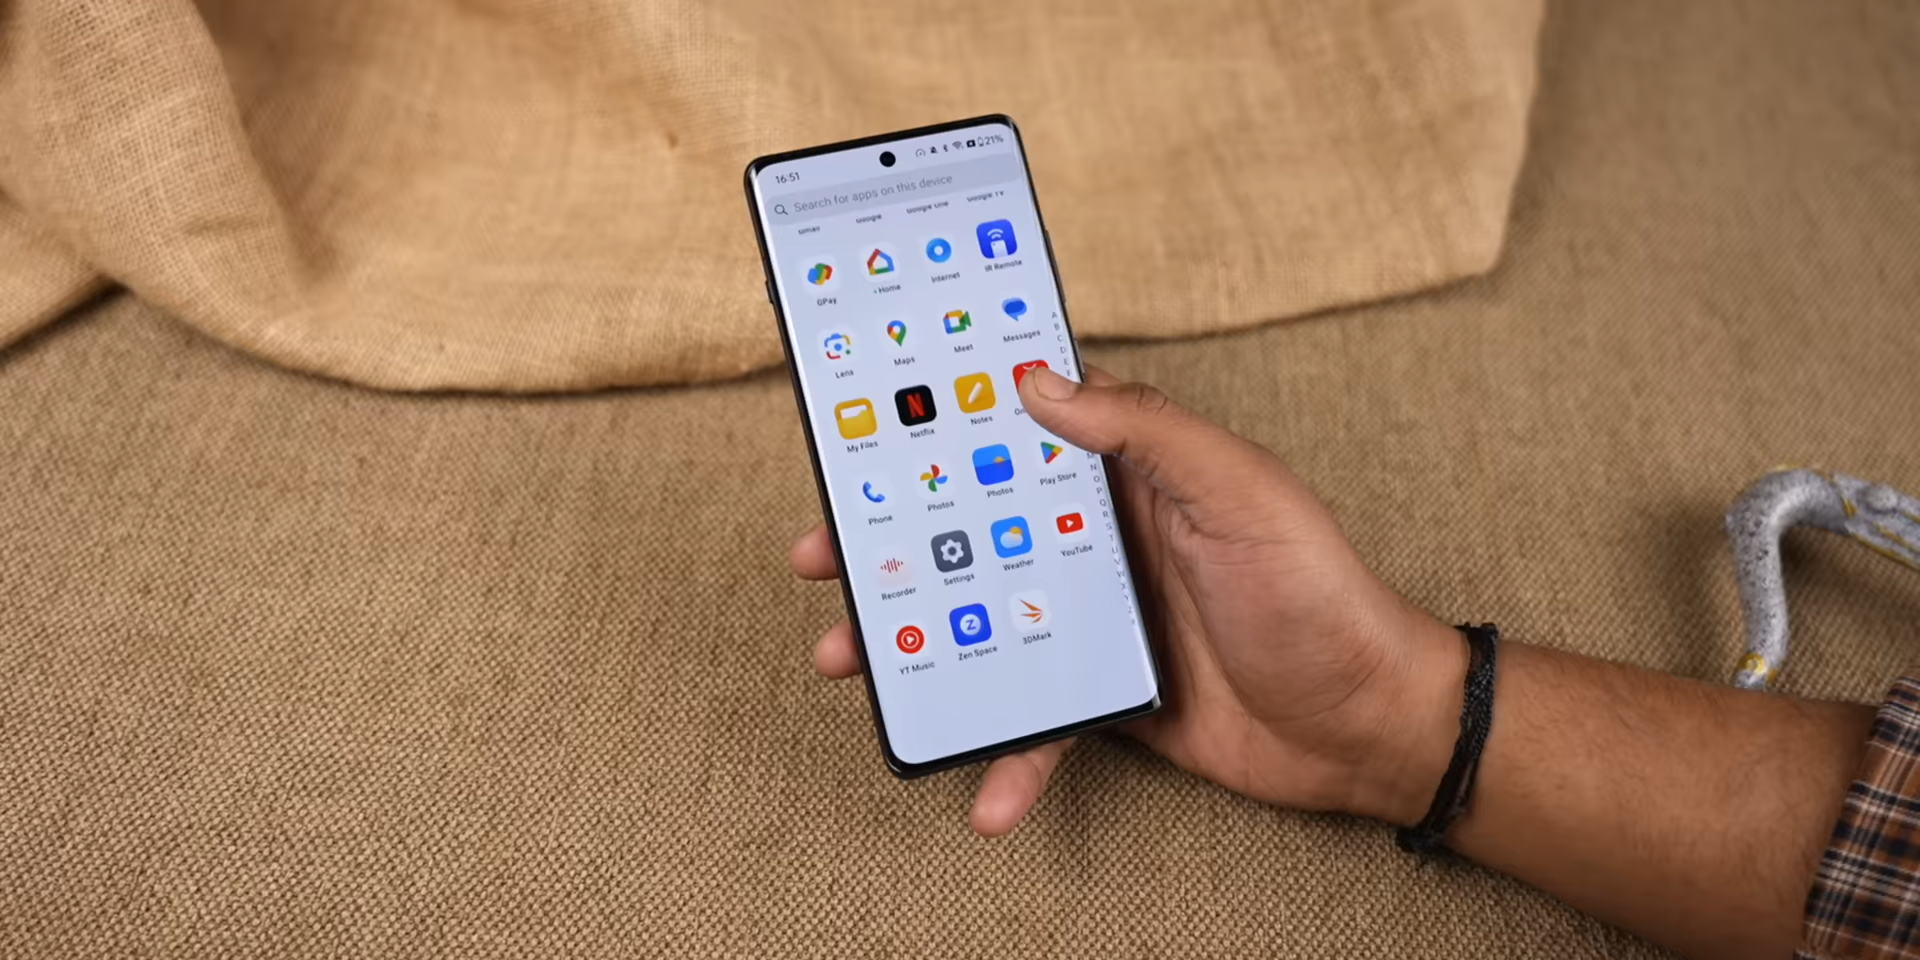 16:51
21%
Search for apps on this device
Gmail Google Google One Google TV
GPay Home Internet IR Remote
Lens Maps Meet Messages
My Files Netflix Notes
Phone Photos Photos Play Store
Recorder Settings Weather YouTube
YT Music Zen Space 3DMark
A
B
C
D
E
F
M
N
O
P
Q
R
S
T
U
V
W
X
Y
Z